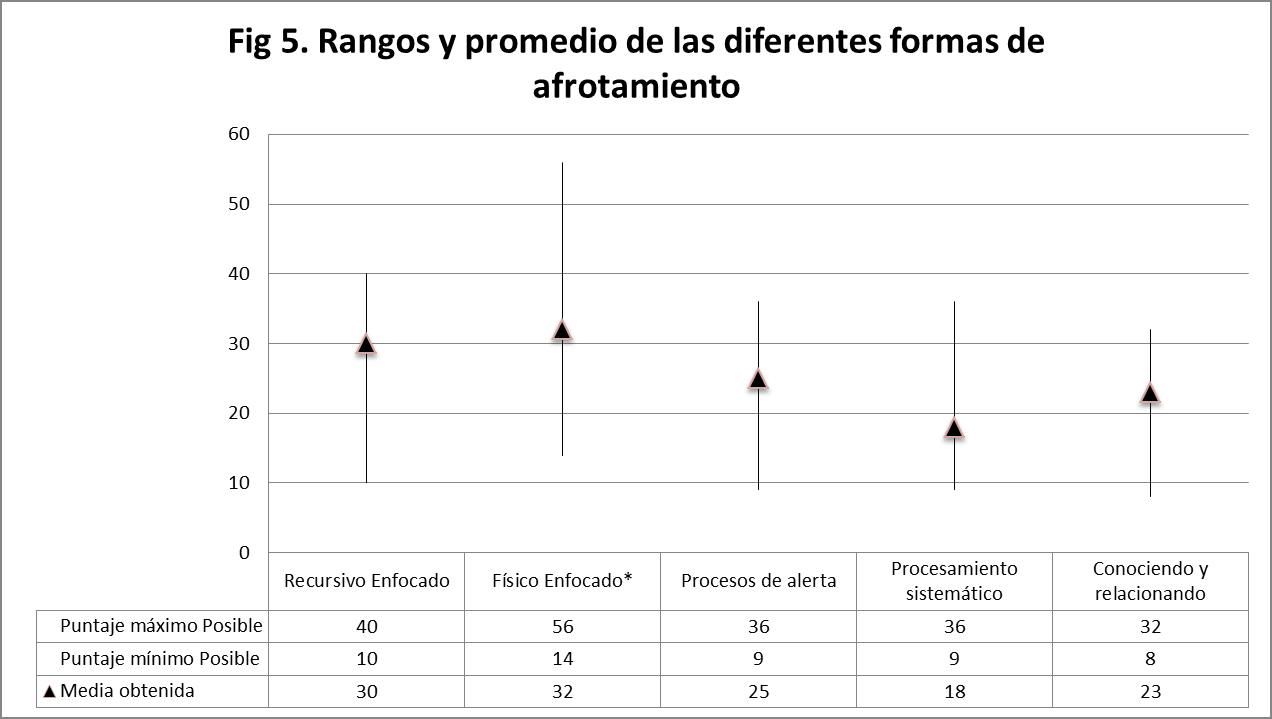 Fig 5. Rangos y promedio de las diferentes formas de
afrotamiento
60
50
40
30
20
10
0
Recursivo Enfocado Físico Enfocado* Procesos de alerta Procesamiento sistemático Conociendo y relacionando
Puntaje máximo Posible 40 56 36 36 32
Puntaje mínimo Posible 10 14 9 9 8
Media obtenida 30 32 25 18 23